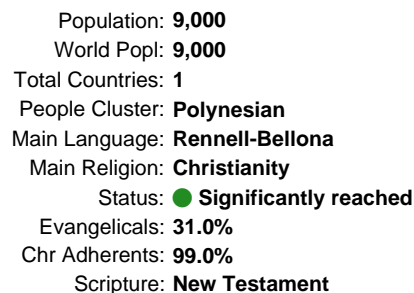 Population: 9,000
World Popl: 9,000
Total Countries: 1
People Cluster: Polynesian
Main Language: Rennell-Bellona
Main Religion: Christianity
Status: Significantly reached
Evangelicals: 31.0%
Chr Adherents: 99.0%
Scripture: New Testament